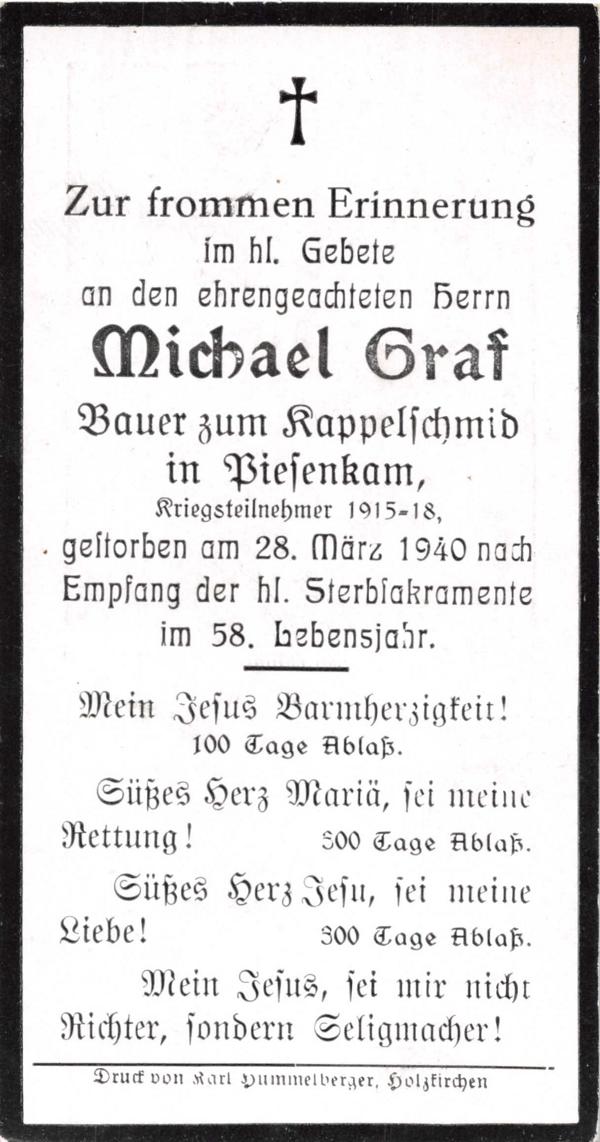 Zur frommen Erinnerung
im hl. Gebete
an den ehrengeachteten Herrn
Michael Graf
Bauer zum Kappelschmid
in Piesenkam,
Kriegsteilnehmer 1915-18,
gestorben am 28. März 1940 nach
Empfang der hl. Sterbsakramente
im 58. Lebensjahr.
Mein Jesus Barmherzigkeit!
100 Tage Ablaß.
Süßes Herz Mariä, sei meine
Rettung! 300 Tage Ablaß.
Süßes Herz Jesu, sei meine
Liebe! 300 Tage Ablaß.
Mein Jesus, sei mir nicht
Richter, sondern Seligmacher!
Druck von Karl Hummelberger, Holzkirchen